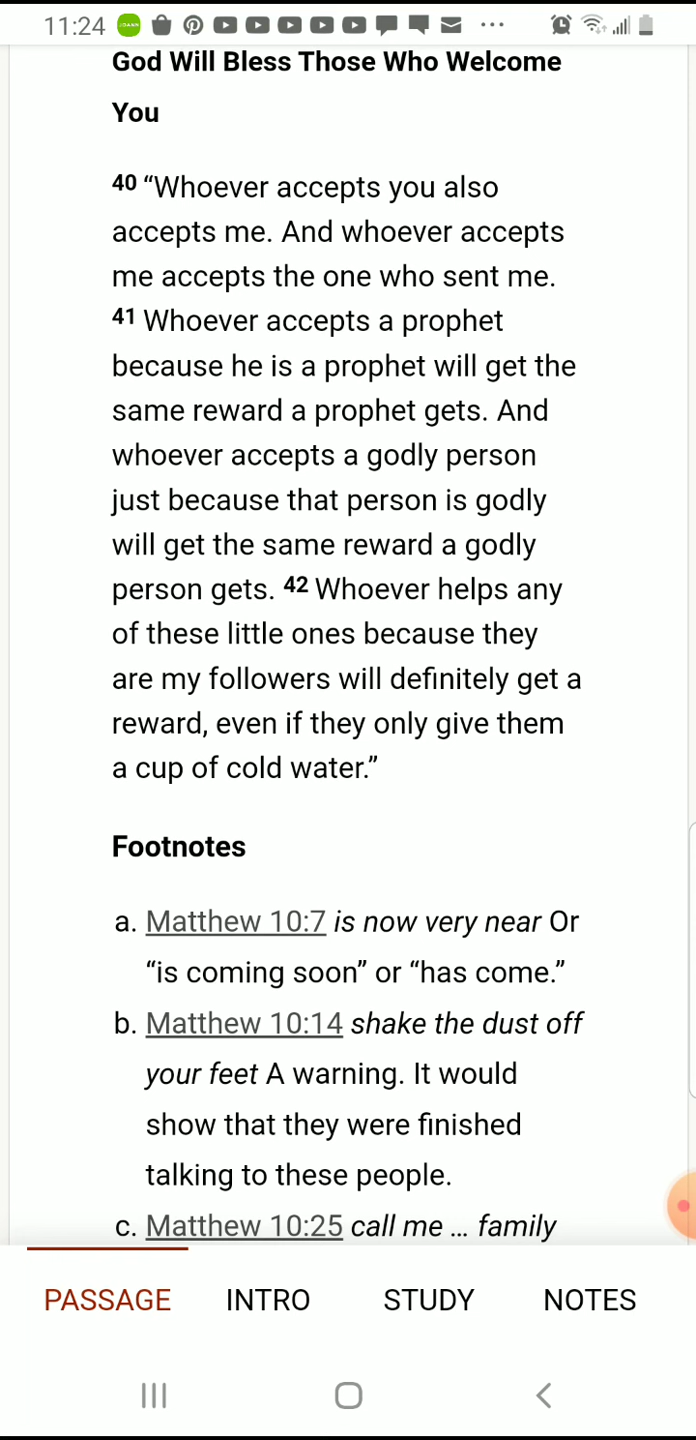 11:24
JOANN
God Will Bless Those Who Welcome
You
40 “Whoever accepts you also
accepts me. And whoever accepts
me accepts the one who sent me.
41 Whoever accepts a prophet
because he is a prophet will get the
same reward a prophet gets. And
whoever accepts a godly person
just because that person is godly
will get the same reward a godly
person gets. 42 Whoever helps any
of these little ones because they
are my followers will definitely get a
reward, even if they only give them
a cup of cold water.”
Footnotes
a. Matthew 10:7 is now very near Or
“is coming soon” or “has come.”
b. Matthew 10:14 shake the dust off
your feet A warning. It would
show that they were finished
talking to these people.
c. Matthew 10:25 call me … family
PASSAGE INTRO STUDY NOTES